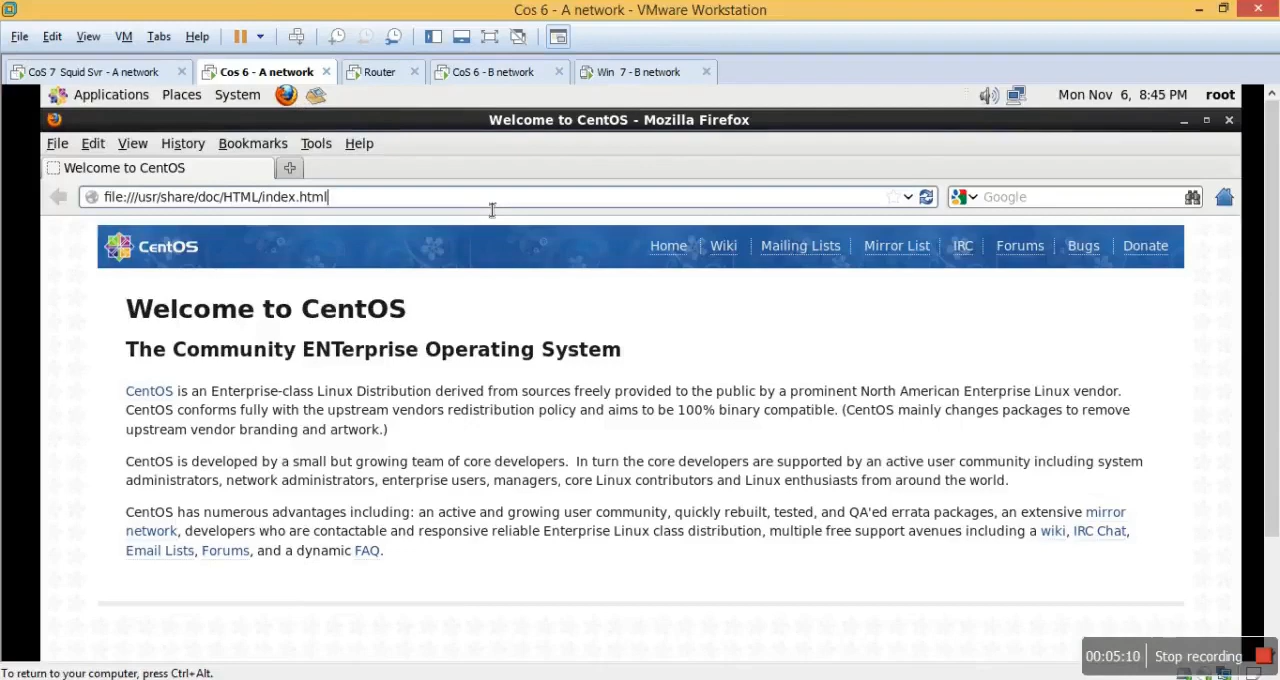 Cos 6 - A network - VMware Workstation
File Edit View VM Tabs Help
CoS 7 Squid Svr - A network Cos 6 - A network Router CoS 6 - B network Win 7 - B network
Applications Places System Mon Nov 6, 8:45 PM root
Welcome to CentOS - Mozilla Firefox
File Edit View History Bookmarks Tools Help
Welcome to CentOS
file:///usr/share/doc/HTML/index.html Google
CentOS Home Wiki Mailing Lists Mirror List IRC Forums Bugs Donate
Welcome to CentOS
The Community ENTerprise Operating System
CentOS is an Enterprise-class Linux Distribution derived from sources freely provided to the public by a prominent North American Enterprise Linux vendor.
CentOS conforms fully with the upstream vendors redistribution policy and aims to be 100% binary compatible. (CentOS mainly changes packages to remove
upstream vendor branding and artwork.)
CentOS is developed by a small but growing team of core developers. In turn the core developers are supported by an active user community including system
administrators, network administrators, enterprise users, managers, core Linux contributors and Linux enthusiasts from around the world.
CentOS has numerous advantages including: an active and growing user community, quickly rebuilt, tested, and QA'ed errata packages, an extensive mirror
network, developers who are contactable and responsive reliable Enterprise Linux class distribution, multiple free support avenues including a wiki, IRC Chat,
Email Lists, Forums, and a dynamic FAQ.
00:05:10 Stop recording
To return to your computer, press Ctrl+Alt.